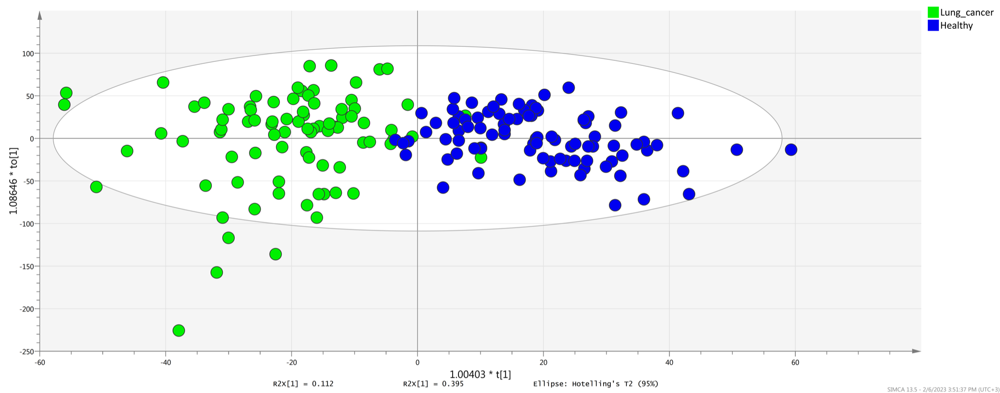 Lung_cancer
Healthy
100
50
0
-50
-100
-150
-200
-250
1.08646 * to[1]
-60 -40 -20 0 20 40 60
1.00403 * t[1]
R2X[1] = 0.112 R2X[1] = 0.395 Ellipse: Hotelling's T2 (95%)
SIMCA 13.5 - 2/6/2023 3:51:37 PM (UTC+3)